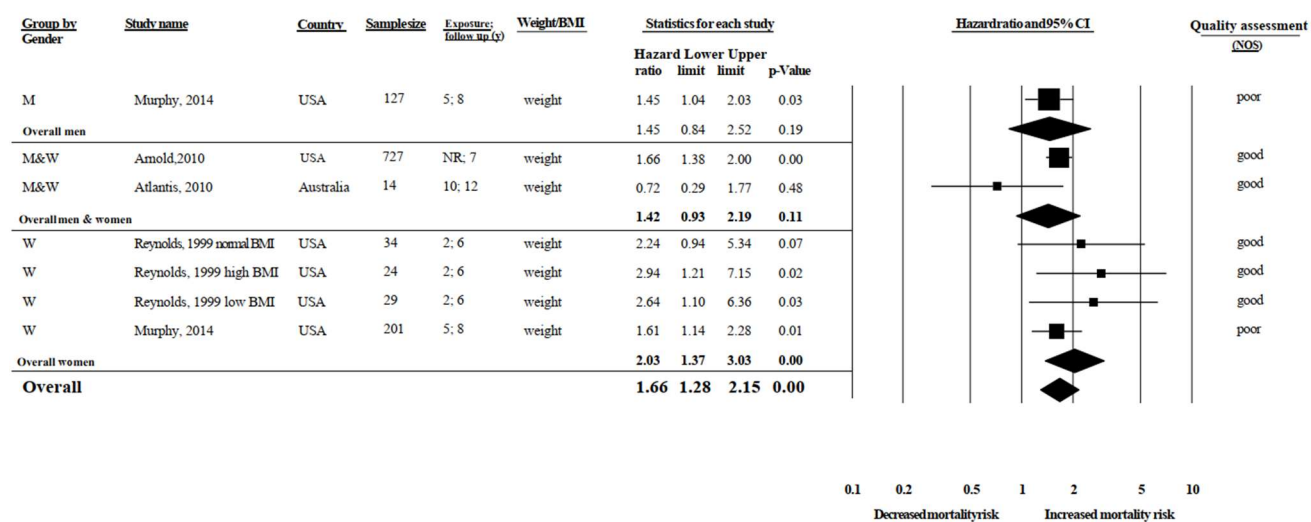 Group by Gender Study name Country Samplesize Exposure; follow up (y) Weight/BMI Statistics for each study Hazardratioand95% CI Quality assessment (NOS)
Hazard ratio Lower limit Upper limit p-Value
M Murphy, 2014 USA 127 5; 8 weight 1.45 1.04 2.03 0.03 poor
Overall men 1.45 0.84 2.52 0.19
M&W Arnold,2010 USA 727 NR; 7 weight 1.66 1.38 2.00 0.00 good
M&W Atlantis, 2010 Australia 14 10; 12 weight 0.72 0.29 1.77 0.48 good
Overall men & women 1.42 0.93 2.19 0.11
W Reynolds, 1999 normal BMI USA 34 2; 6 weight 2.24 0.94 5.34 0.07 good
W Reynolds, 1999 high BMI USA 24 2; 6 weight 2.94 1.21 7.15 0.02 good
W Reynolds, 1999 low BMI USA 29 2; 6 weight 2.64 1.10 6.36 0.03 good
W Murphy, 2014 USA 201 5; 8 weight 1.61 1.14 2.28 0.01 poor
Overall women 2.03 1.37 3.03 0.00
Overall 1.66 1.28 2.15 0.00
0.1 0.2 0.5 1 2 5 10
Decreased mortality risk Increased mortality risk